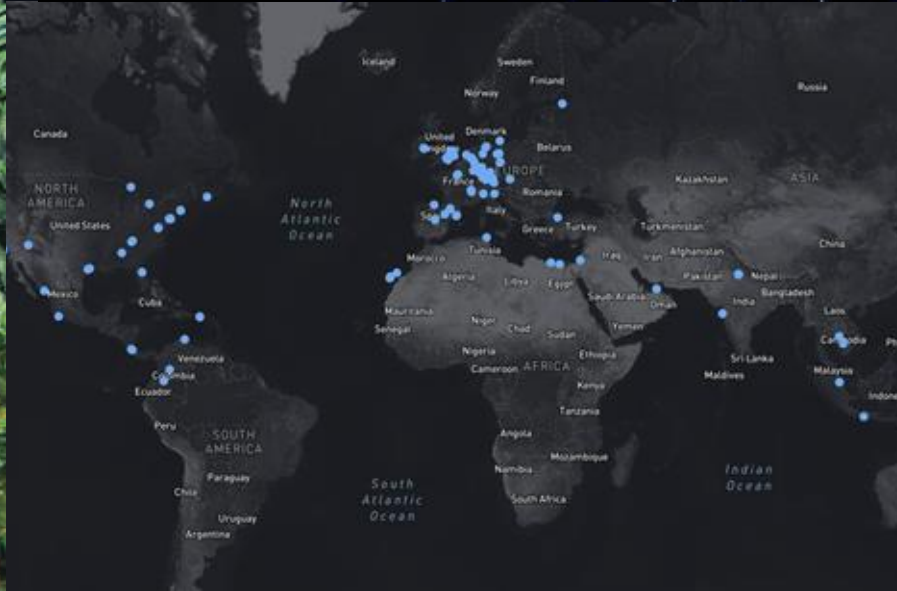 Iceland
Sweden
Finland
Norway
Russia
Canada
United
Denmark
Belarus
EUROPE
France
Kazakhstan
ASIA
NORTH
AMERICA
Romania
North
Atlantic
Ocean
United States
Italy
Greece
Turkey
Turkmenistan
China
Tunisia
Morocco
Iraq
Iran
Afghanistan
Algeria
Libya
Egypt
Pakistan
Nepal
Mexico
Cuba
Saudi Arabia
Oman
India
Bangladesh
Mauritania
Niger
Chad
Sudan
Yemen
Laos
Senegal
Nigeria
Ethiopia
Cambodia
Ph
Venezuela
Cameroon
AFRICA
Sri Lanka
Colombia
Maldives
Malaysia
Ecuador
Kenya
Indone
Tanzania
Peru
SOUTH
AMERICA
Angola
Mozambique
Namibia
Indian
Ocean
Paraguay
South
Atlantic
Ocean
Chile
South Africa
Uruguay
Argentina